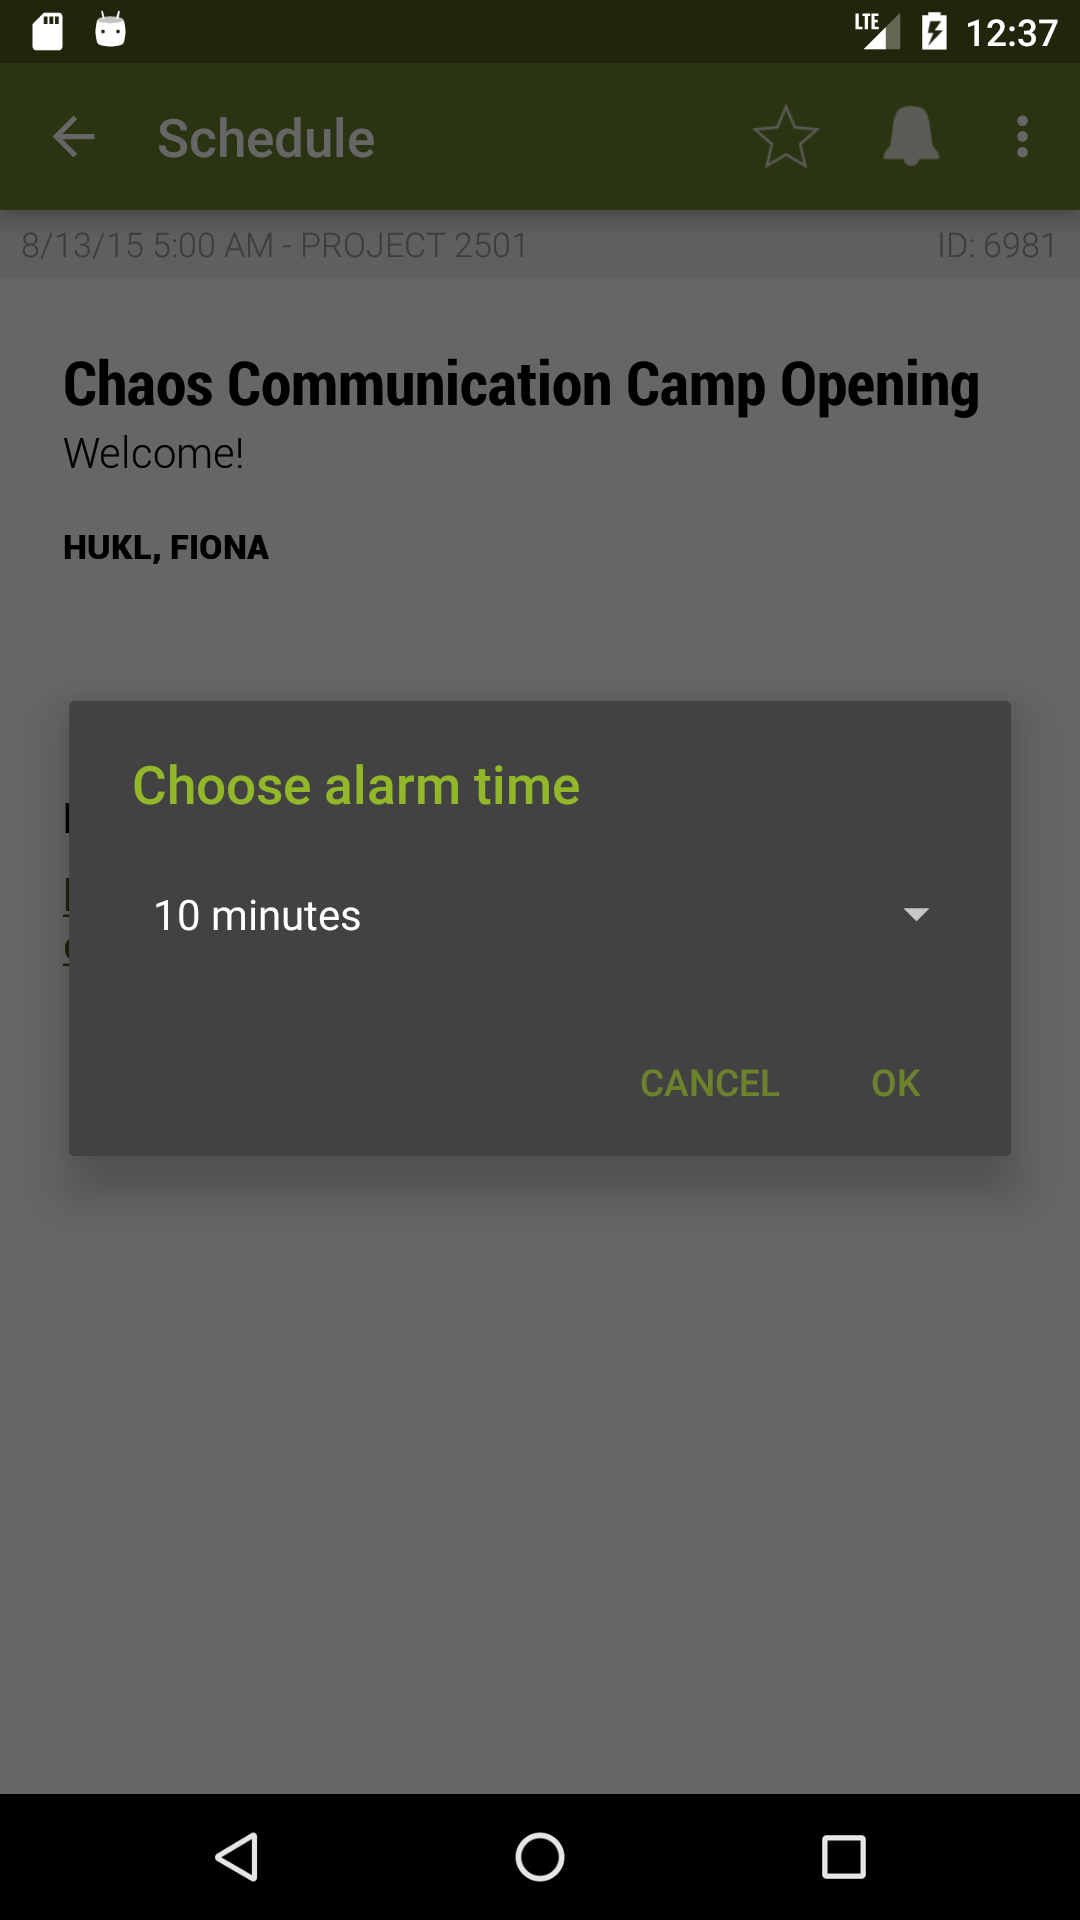 LTE 12:37
Schedule
8/13/15 5:00 AM - PROJECT 2501 ID: 6981
Chaos Communication Camp Opening
Welcome!
HUKL, FIONA
Choose alarm time
10 minutes
CANCEL OK